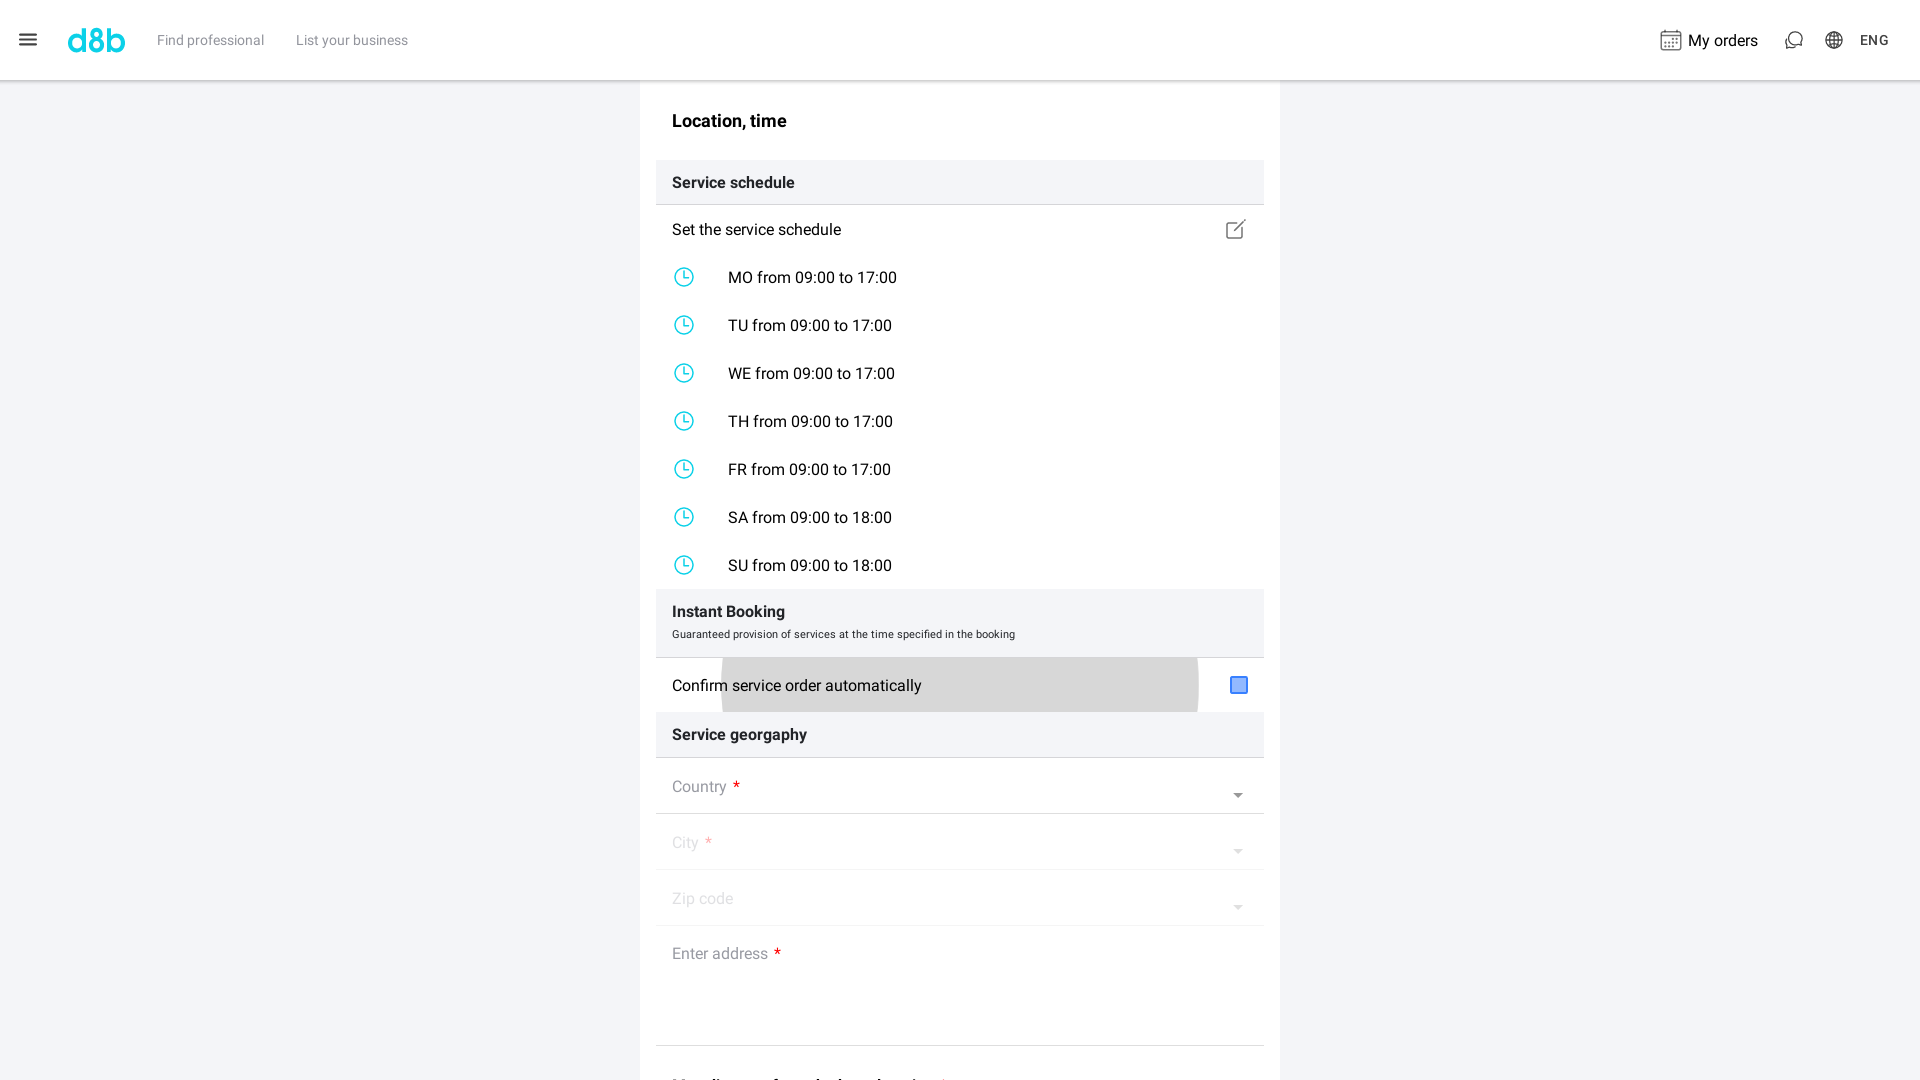 d8b
Find professional
List your business
My orders
ENG
Location, time
Service schedule
Set the service schedule
MO from 09:00 to 17:00
TU from 09:00 to 17:00
WE from 09:00 to 17:00
TH from 09:00 to 17:00
FR from 09:00 to 17:00
SA from 09:00 to 18:00
SU from 09:00 to 18:00
Instant Booking
Guaranteed provision of services at the time specified in the booking
Confirm service order automatically
Service georgaphy
Country *
City *
Zip code
Enter address *